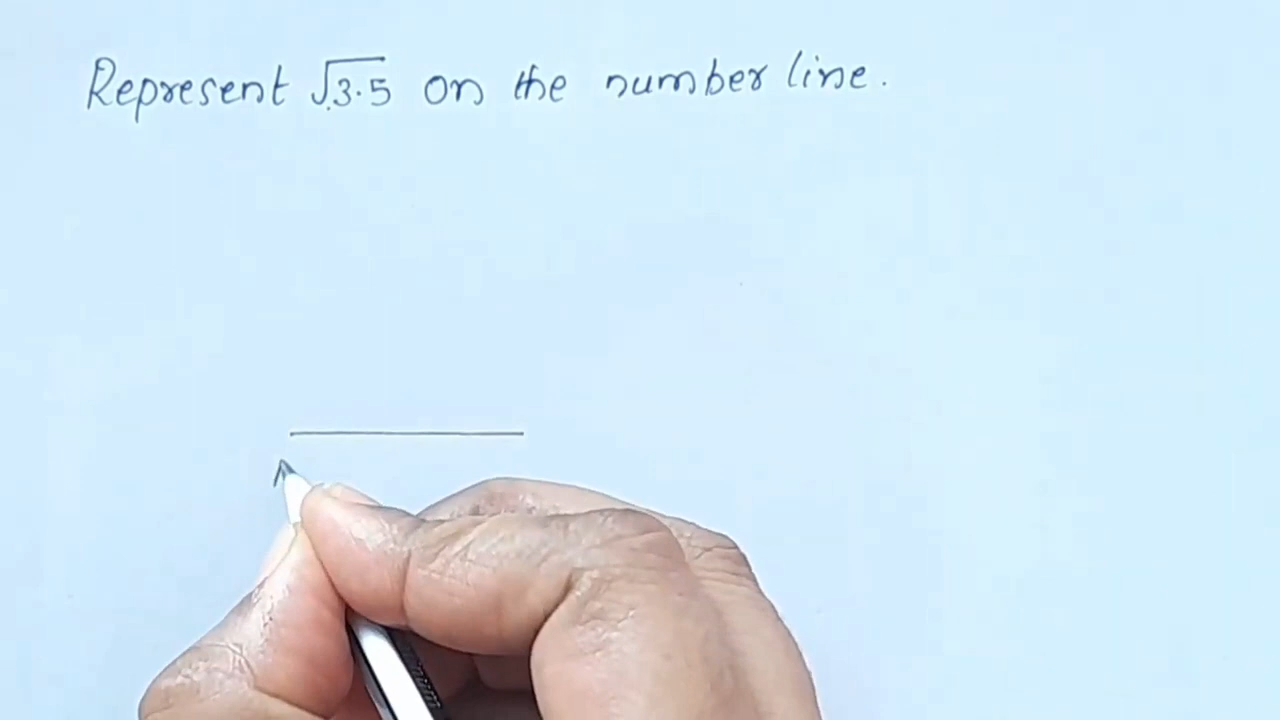 Represent √3.5 on the number line.